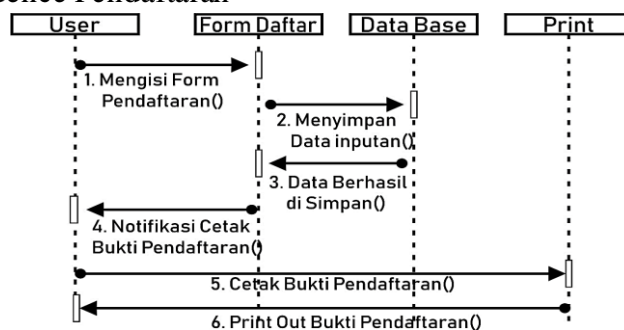 User
Form Daftar
Data Base
Print
1. Mengisi Form
Pendaftaran()
2. Menyimpan
Data inputan()
3. Data Berhasil
di Simpan()
4. Notifikasi Cetak
Bukti Pendaftaran()
5. Cetak Bukti Pendaftaran()
6. Print Out Bukti Pendaftaran()